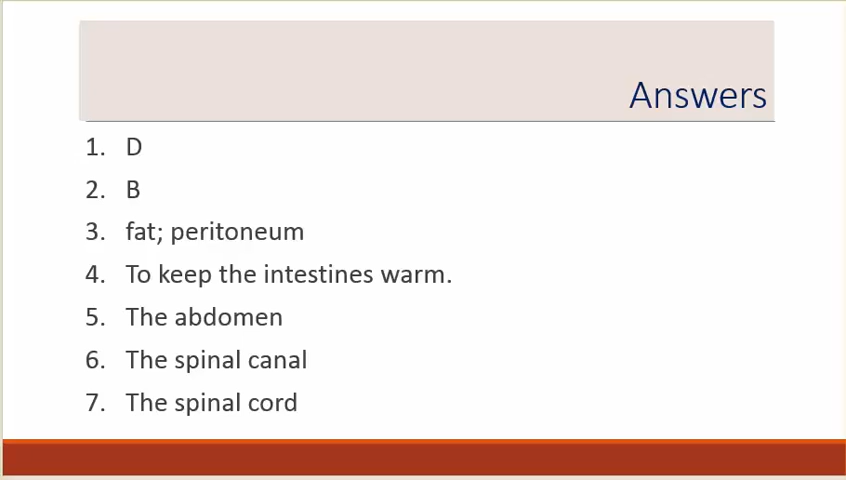 Answers
1. D
2. B
3. fat; peritoneum
4. To keep the intestines warm.
5. The abdomen
6. The spinal canal
7. The spinal cord